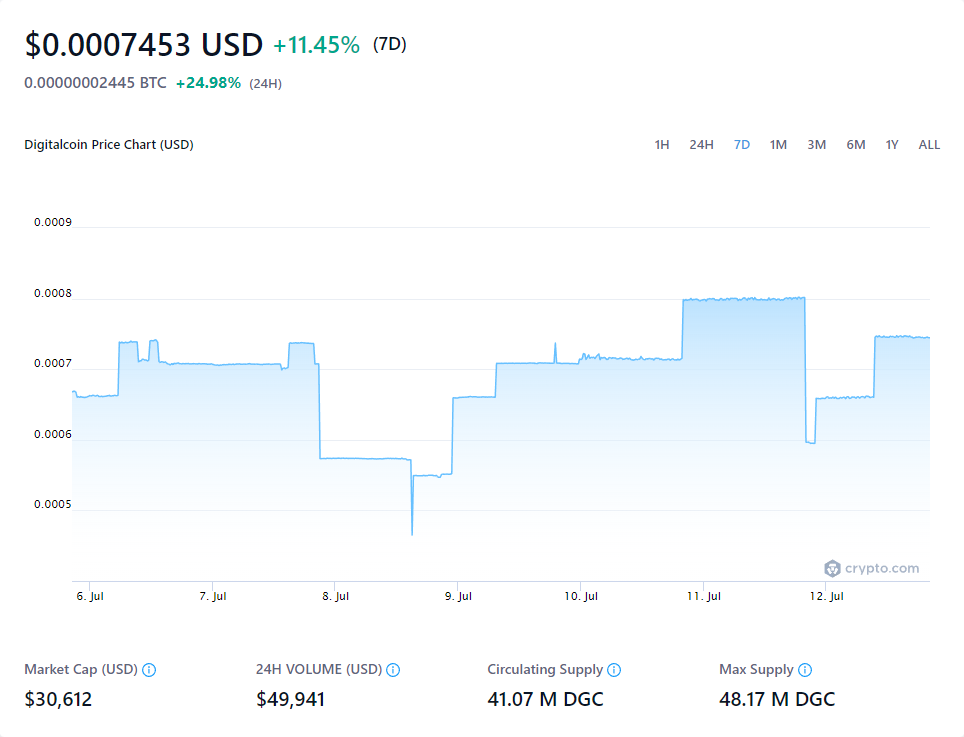 $0.0007453 USD +11.45% (7D)
0.00000002445 BTC +24.98% (24H)
Digitalcoin Price Chart (USD) 1H 24H 7D 1M 3M 6M 1Y ALL
0.0009
0.0008
0.0007
0.0006
0.0005
crypto.com
6. Jul 7. Jul 8. Jul 9. Jul 10. Jul 11. Jul 12. Jul
Market Cap (USD) 24H VOLUME (USD) Circulating Supply Max Supply
$30,612 $49,941 41.07 M DGC 48.17 M DGC